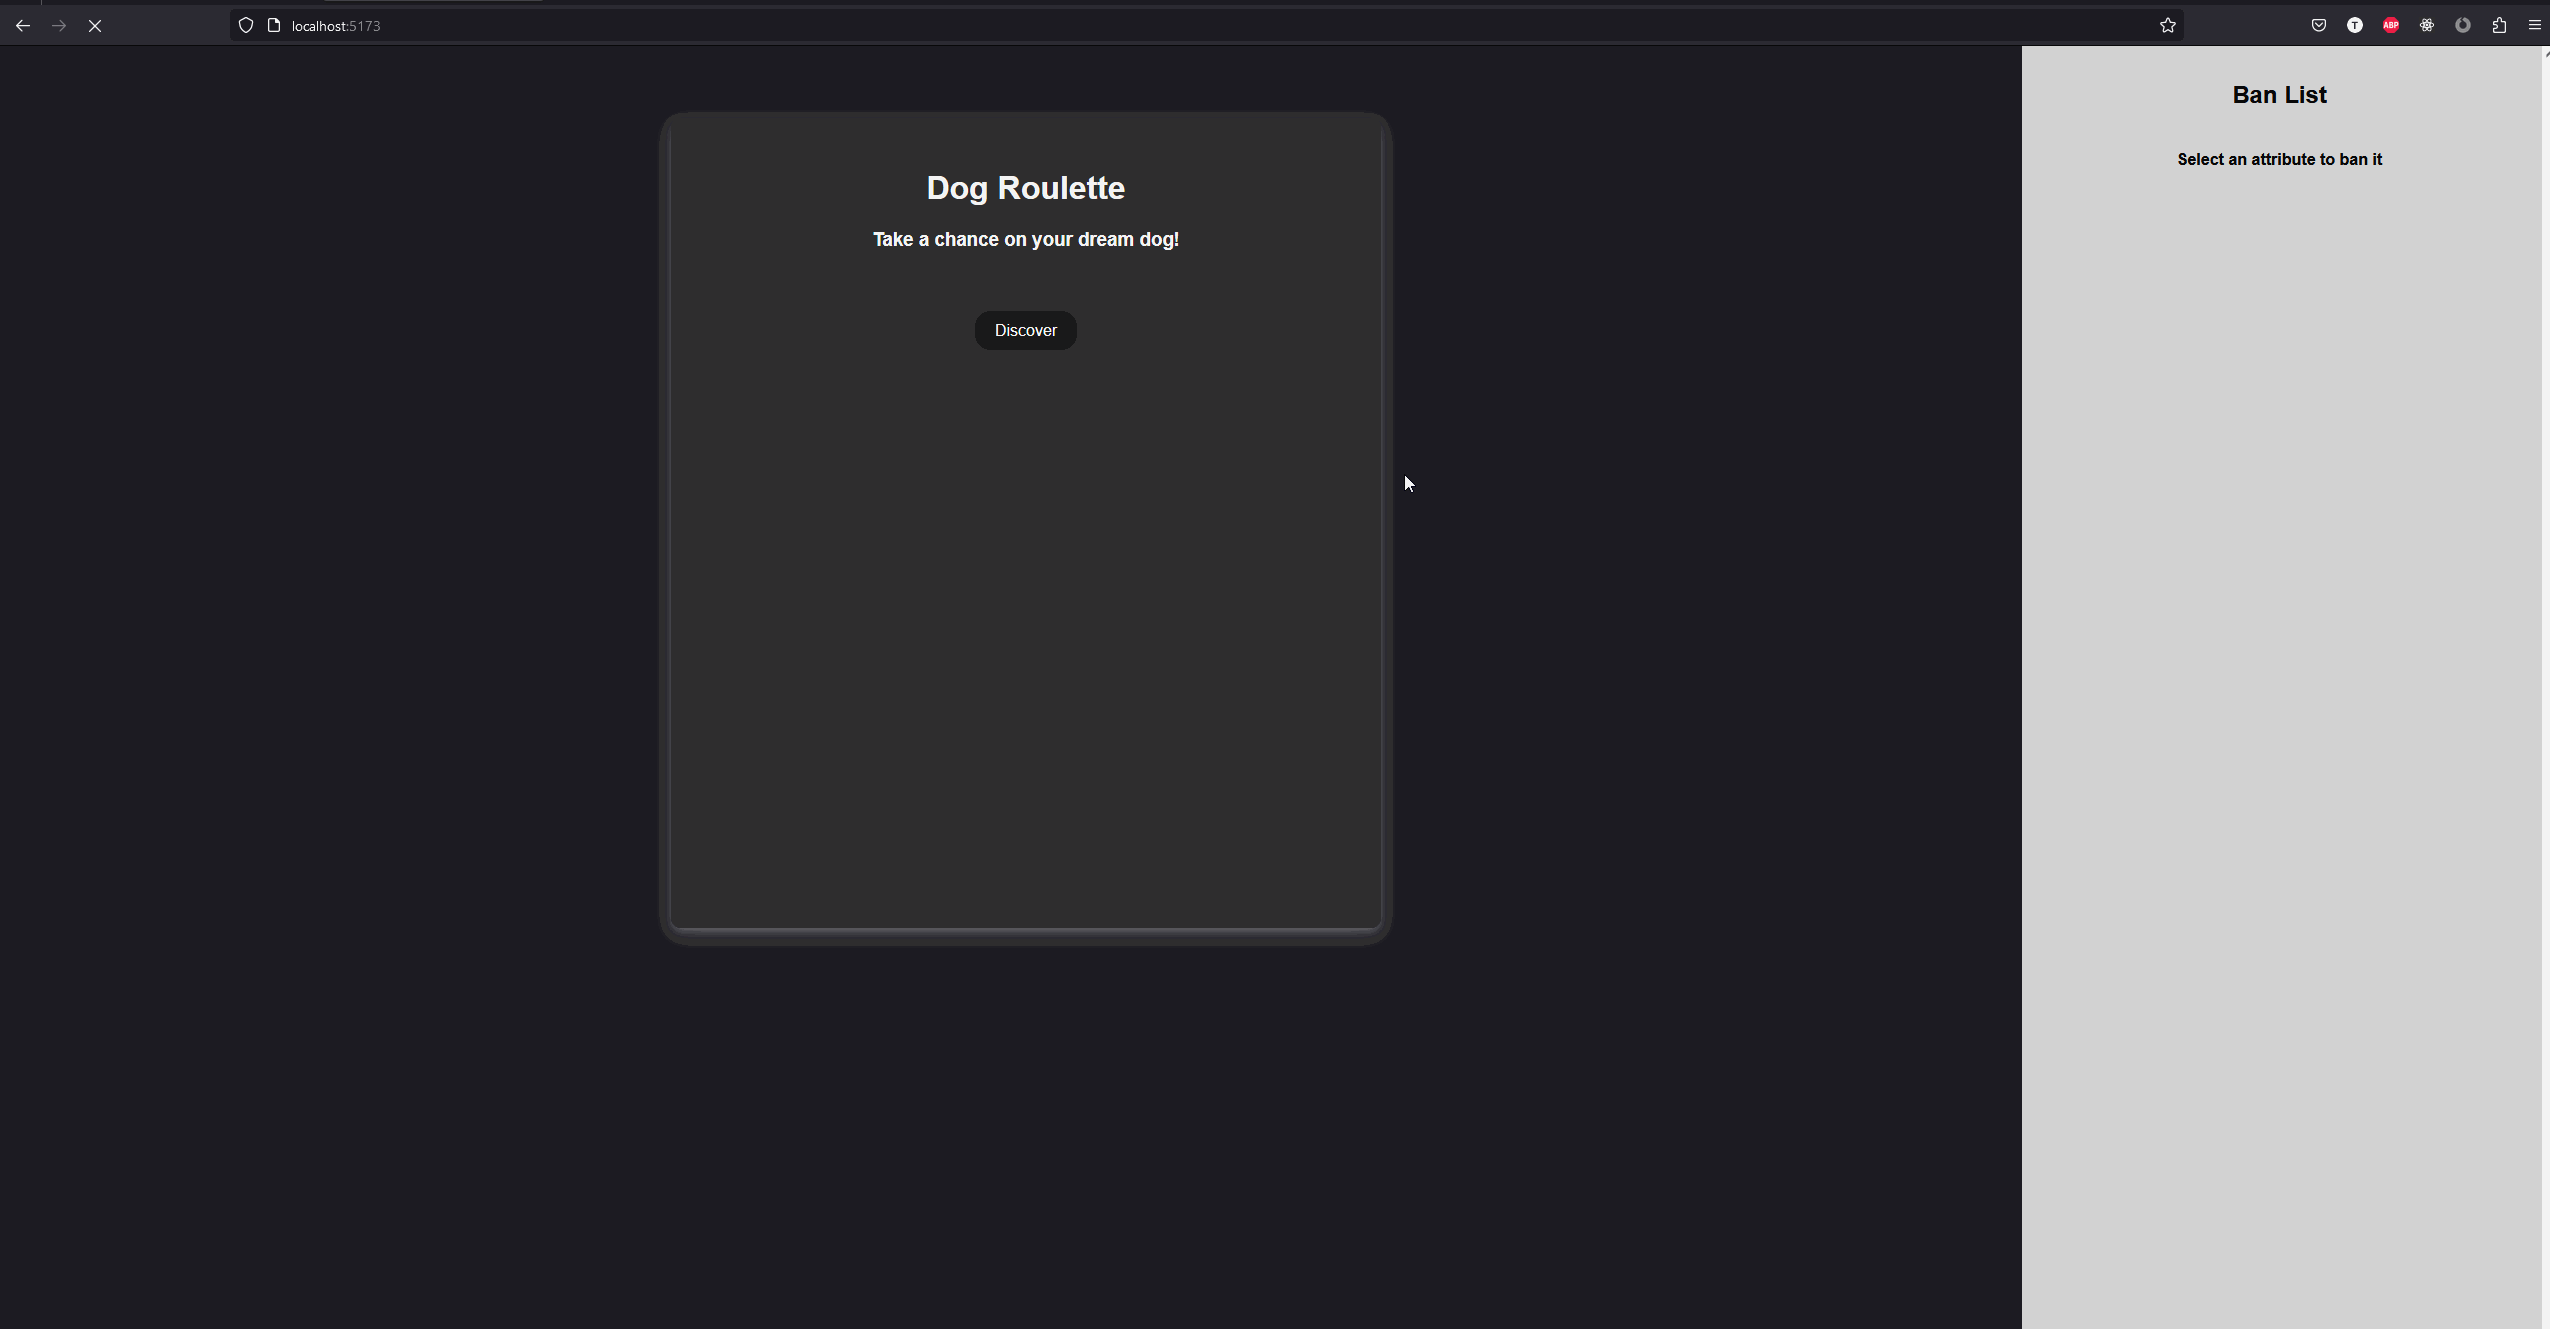 localhost:5173
T
ABP
Ban List
Select an attribute to ban it
Dog Roulette
Take a chance on your dream dog!
Discover